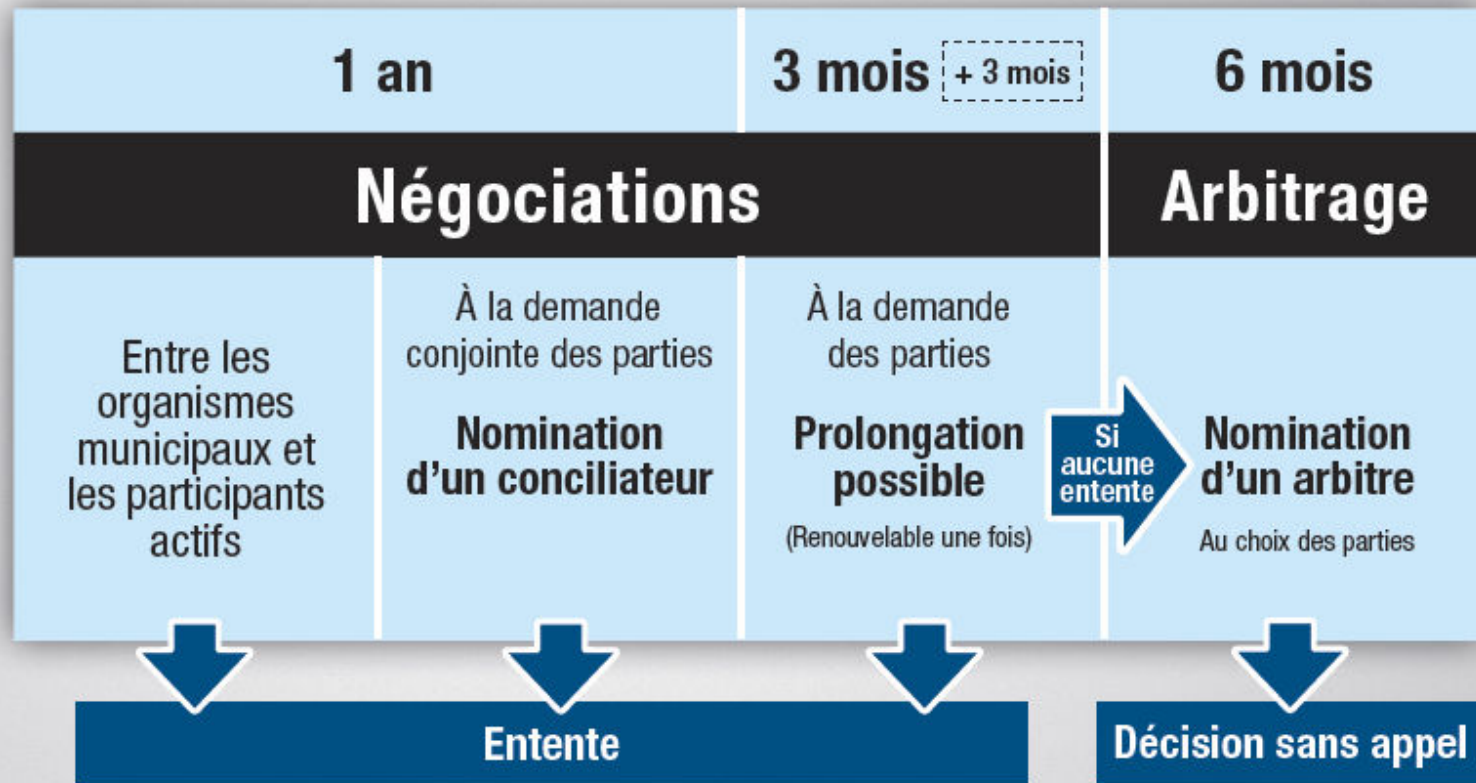 1 an
3 mois + 3 mois
6 mois
Négociations
Arbitrage
Entre les
organismes
municipaux et
les participants
actifs
À la demande
conjointe des parties
Nomination
d'un conciliateur
À la demande
des parties
Prolongation
possible
(Renouvelable une fois)
Si
aucune
entente
Nomination
d'un arbitre
Au choix des parties
Entente
Décision sans appel